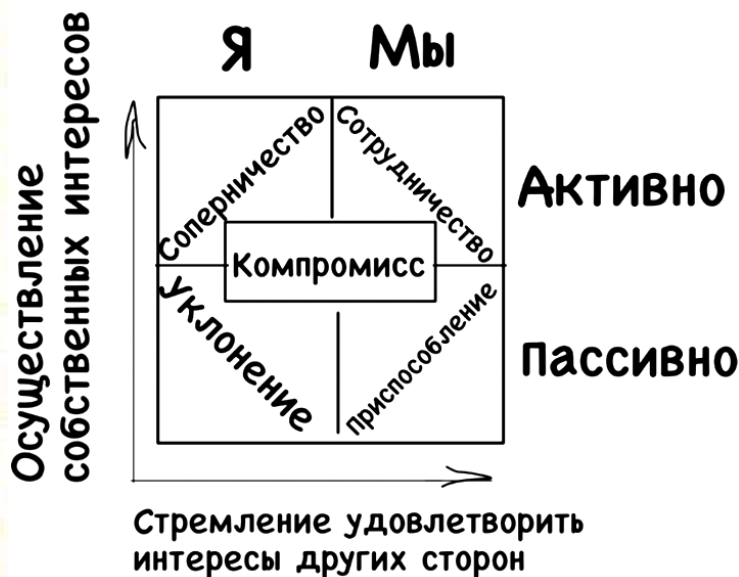 Я Мы
Осуществление
собственных интересов
Соперничество
Сотрудничество
Активно
Компромисс
Уклонение
приспособление
Пассивно
Стремление удовлетворить
интересы других сторон